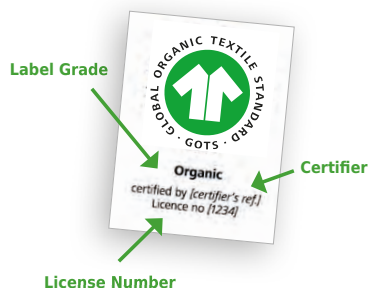 Label Grade
GLOBAL ORGANIC TEXTILE STANDARD · GOTS ·
Organic
certified by [certifier's ref.]
Licence no [1234]
Certifier
License Number